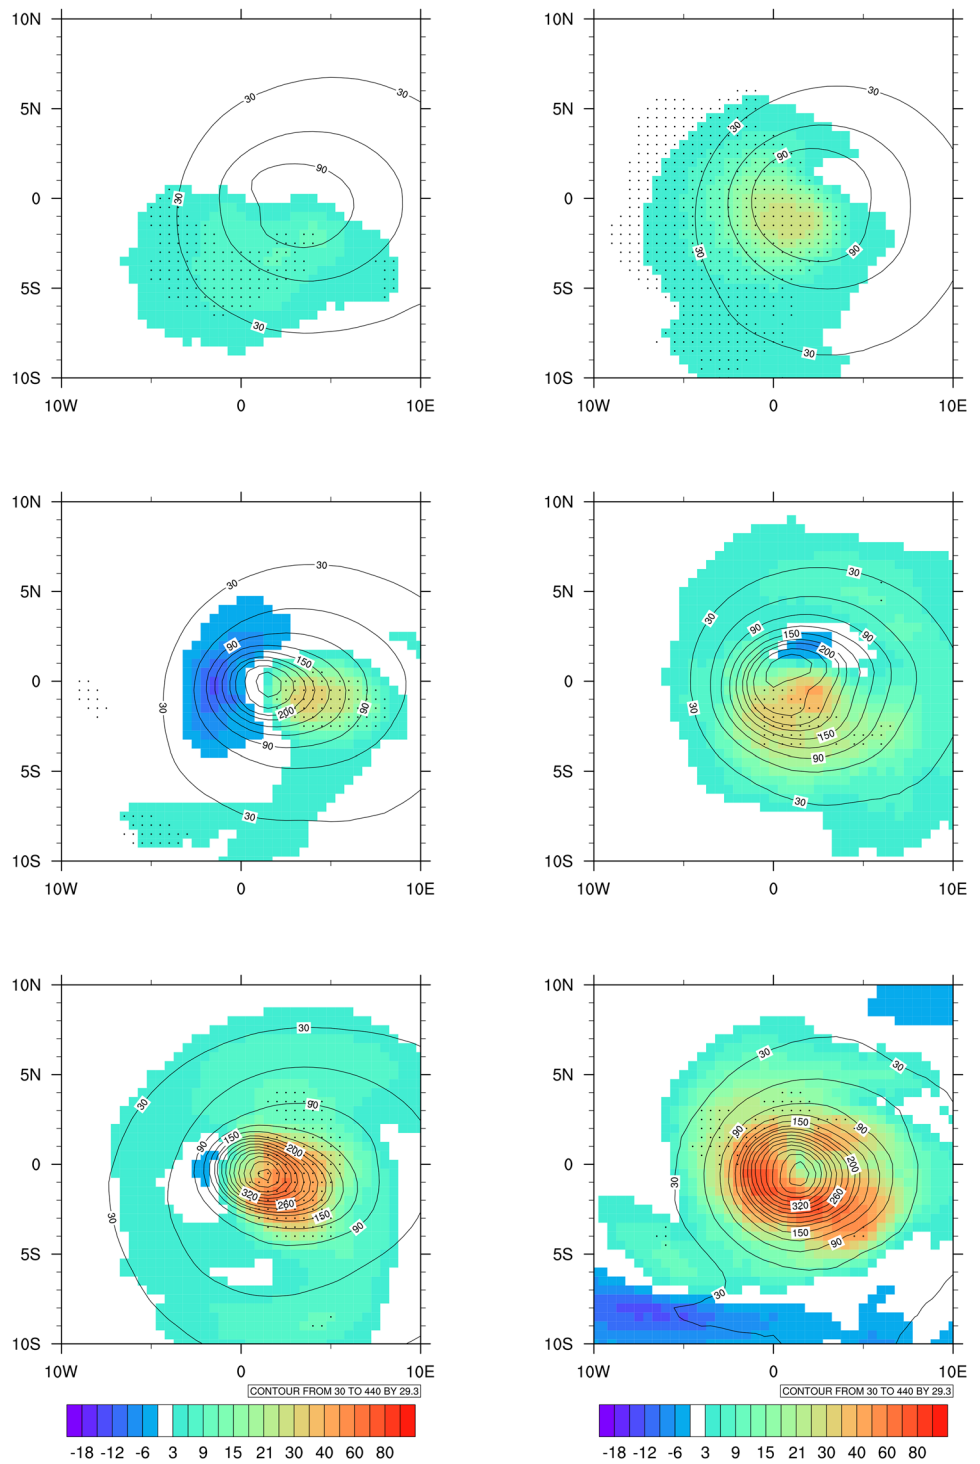 10N 10N
30 30 30
5N 5N
30
90 90
0 30 0
90
30
5S 5S
30 30
10S 10S
10W 0 10E 10W 0 10E
10N 10N
30 30
30
5N 5N
30
90 90 150 90
150 200
0 0
30 200 90 30
90 150
90
5S 5S
30 30
10S 10S
10W 0 10E 10W 0 10E
10N 10N
30 30
30
5N 5N
30
90 150
90 150 90 90
200 200
0 0
320 260 30 260
30 150 320
90 150
90
5S 5S
30
10S 10S
10W 0 10E 10W 0 10E
CONTOUR FROM 30 TO 440 BY 29.3 CONTOUR FROM 30 TO 440 BY 29.3
-18 -12 -6 3 9 15 21 30 40 60 80 -18 -12 -6 3 9 15 21 30 40 60 80